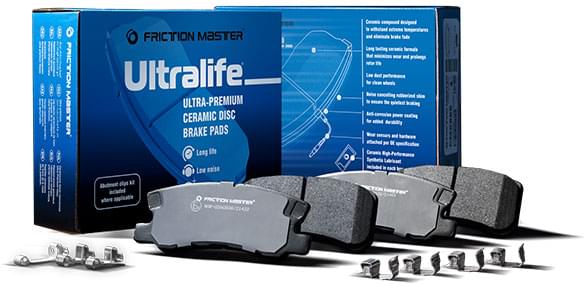 FRICTION MASTER
Ultralife
ULTRA-PREMIUM
CERAMIC DISC
BRAKE PADS
Long life
Low noise
FRICTION MASTER
Abutment clips kit
included
where applicable
Ceramic compound designed
to withstand extreme temperatures
and eliminate brake fade
Long lasting ceramic formula
that minimizes wear and prolongs
rotor life
Low dust performance
for clean wheels
Noise cancelling rubberized shim
to ensure the quietest braking
Anti-corrosive power coating
for added durability
Wear sensors and hardware
attached per OE specification
Ceramic High-Performance
Synthetic Lubricant
included in each
FRICTION MASTER